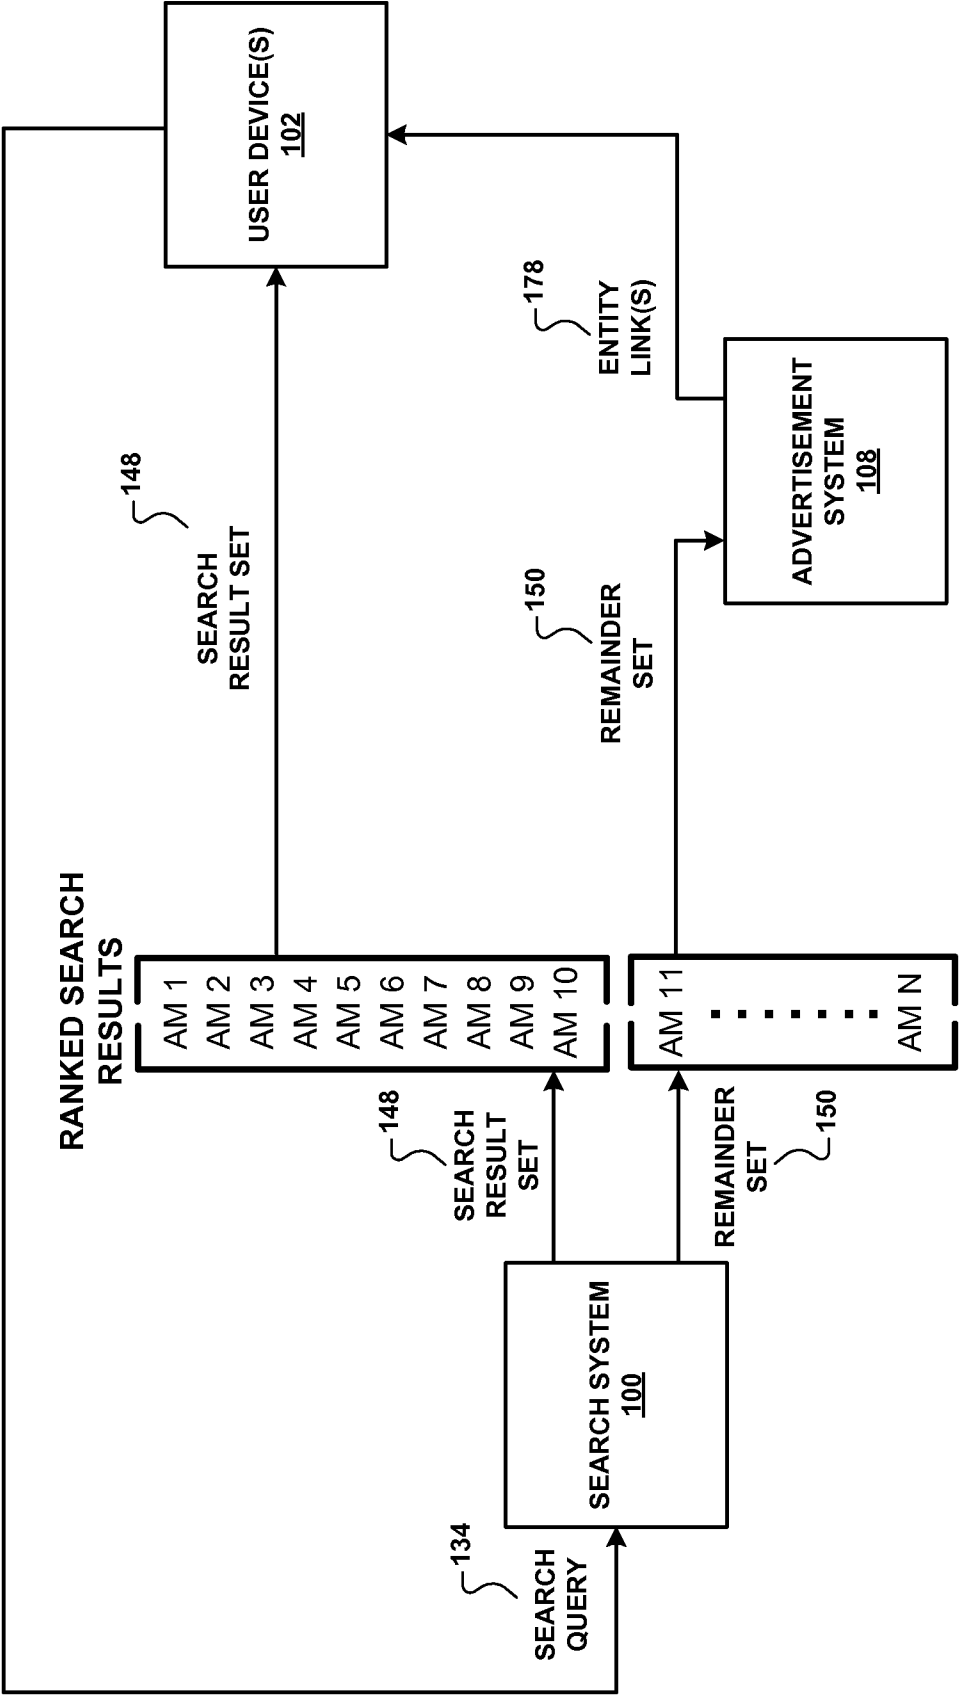 RANKED SEARCH
RESULTS
134
SEARCH
QUERY
SEARCH SYSTEM
100
148
SEARCH
RESULT
SET
REMAINDER
SET
150
AM 1
AM 2
AM 3
AM 4
AM 5
AM 6
AM 7
AM 8
AM 9
AM 10
AM 11
AM N
148
SEARCH
RESULT SET
150
REMAINDER
SET
ADVERTISEMENT
SYSTEM
108
178
ENTITY
LINK(S)
USER DEVICE(S)
102